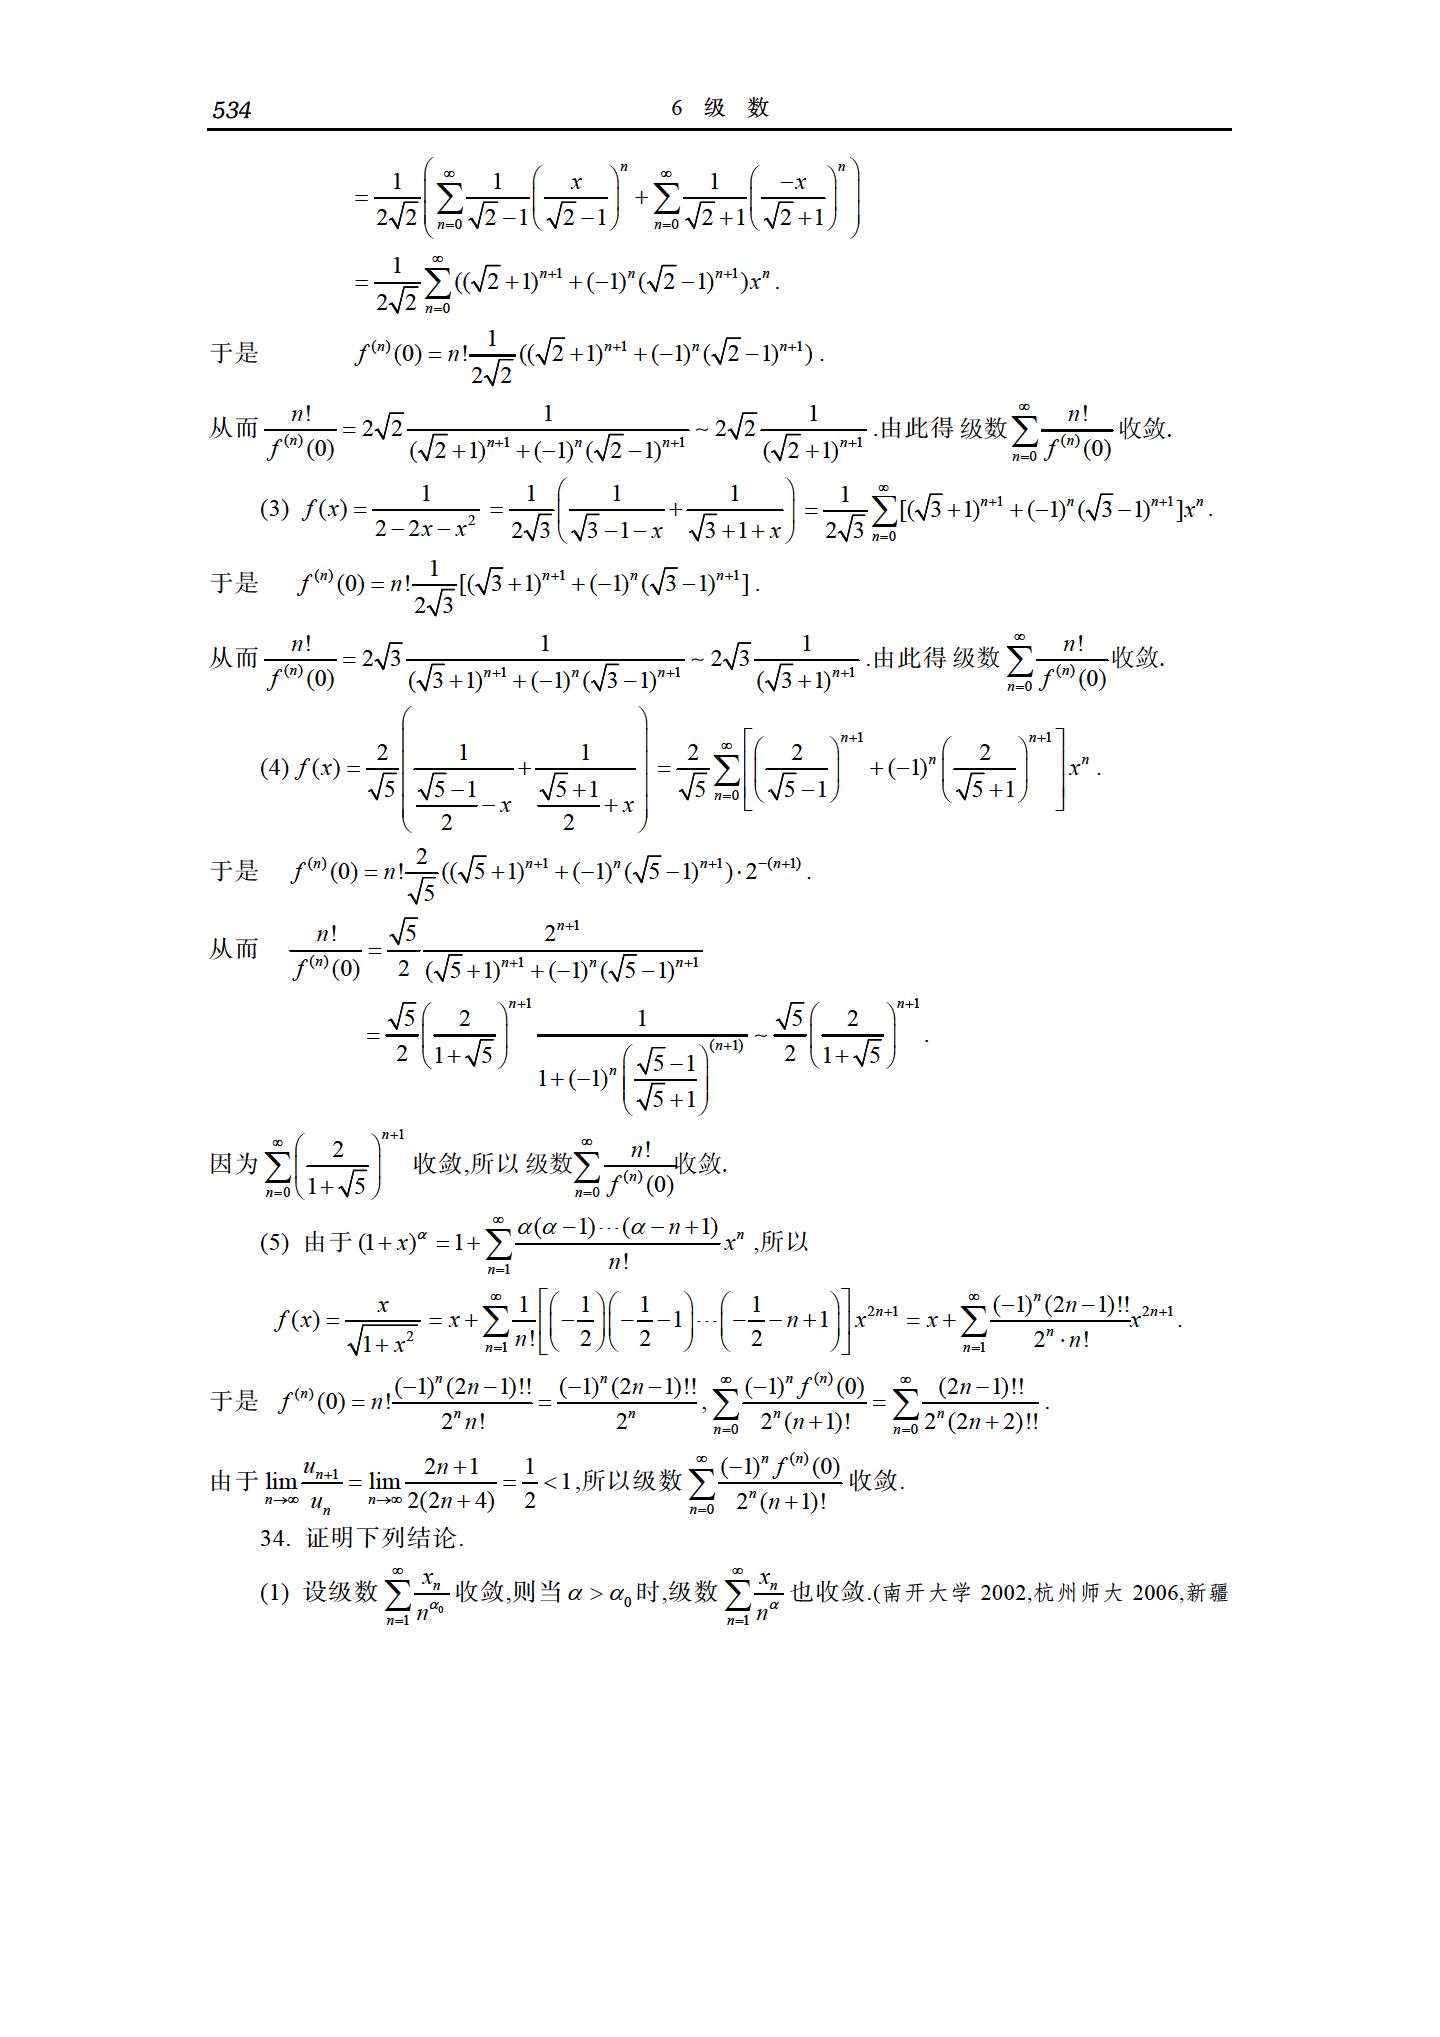 534 6 级 数
$=\frac{1}{2\sqrt{2}}\left(\sum_{n=0}^{\infty}\frac{1}{\sqrt{2}-1}\left(\frac{x}{\sqrt{2}-1}\right)^{n}+\sum_{n=0}^{\infty}\frac{1}{\sqrt{2}+1}\left(\frac{-x}{\sqrt{2}+1}\right)^{n}\right)$
$=\frac{1}{2\sqrt{2}}\sum_{n=0}^{\infty}((\sqrt{2}+1)^{n+1}+(-1)^{n}(\sqrt{2}-1)^{n+1})x^{n}.$
于是 $f^{(n)}(0)=n!\frac{1}{2\sqrt{2}}((\sqrt{2}+1)^{n+1}+(-1)^{n}(\sqrt{2}-1)^{n+1}).$
从而 $\frac{n!}{f^{(n)}(0)}=2\sqrt{2}\frac{1}{(\sqrt{2}+1)^{n+1}+(-1)^{n}(\sqrt{2}-1)^{n+1}}\sim 2\sqrt{2}\frac{1}{(\sqrt{2}+1)^{n+1}}$.由此得 级数 $\sum_{n=0}^{\infty}\frac{n!}{f^{(n)}(0)}$ 收敛.
(3) $f(x)=\frac{1}{2-2x-x^{2}}=\frac{1}{2\sqrt{3}}\left(\frac{1}{\sqrt{3}-1-x}+\frac{1}{\sqrt{3}+1+x}\right)=\frac{1}{2\sqrt{3}}\sum_{n=0}^{\infty}[(\sqrt{3}+1)^{n+1}+(-1)^{n}(\sqrt{3}-1)^{n+1}]x^{n}.$
于是 $f^{(n)}(0)=n!\frac{1}{2\sqrt{3}}[(\sqrt{3}+1)^{n+1}+(-1)^{n}(\sqrt{3}-1)^{n+1}].$
从而 $\frac{n!}{f^{(n)}(0)}=2\sqrt{3}\frac{1}{(\sqrt{3}+1)^{n+1}+(-1)^{n}(\sqrt{3}-1)^{n+1}}\sim 2\sqrt{3}\frac{1}{(\sqrt{3}+1)^{n+1}}$.由此得 级数 $\sum_{n=0}^{\infty}\frac{n!}{f^{(n)}(0)}$ 收敛.
(4) $f(x)=\frac{2}{\sqrt{5}}\left(\frac{1}{\frac{\sqrt{5}-1}{2}-x}+\frac{1}{\frac{\sqrt{5}+1}{2}+x}\right)=\frac{2}{\sqrt{5}}\sum_{n=0}^{\infty}\left[\left(\frac{2}{\sqrt{5}-1}\right)^{n+1}+(-1)^{n}\left(\frac{2}{\sqrt{5}+1}\right)^{n+1}\right]x^{n}.$
于是 $f^{(n)}(0)=n!\frac{2}{\sqrt{5}}((\sqrt{5}+1)^{n+1}+(-1)^{n}(\sqrt{5}-1)^{n+1})\cdot 2^{-(n+1)}.$
从而 $\frac{n!}{f^{(n)}(0)}=\frac{\sqrt{5}}{2}\frac{2^{n+1}}{(\sqrt{5}+1)^{n+1}+(-1)^{n}(\sqrt{5}-1)^{n+1}}$
$=\frac{\sqrt{5}}{2}\left(\frac{2}{1+\sqrt{5}}\right)^{n+1}\frac{1}{1+(-1)^{n}\left(\frac{\sqrt{5}-1}{\sqrt{5}+1}\right)^{(n+1)}}\sim\frac{\sqrt{5}}{2}\left(\frac{2}{1+\sqrt{5}}\right)^{n+1}.$
因为 $\sum_{n=0}^{\infty}\left(\frac{2}{1+\sqrt{5}}\right)^{n+1}$ 收敛,所以 级数 $\sum_{n=0}^{\infty}\frac{n!}{f^{(n)}(0)}$ 收敛.
(5) 由于 $(1+x)^{\alpha}=1+\sum_{n=1}^{\infty}\frac{\alpha(\alpha-1)\cdots(\alpha-n+1)}{n!}x^{n}$ ,所以
$f(x)=\frac{x}{\sqrt{1+x^{2}}}=x+\sum_{n=1}^{\infty}\frac{1}{n!}\left[\left(-\frac{1}{2}\right)\left(-\frac{1}{2}-1\right)\cdots\left(-\frac{1}{2}-n+1\right)\right]x^{2n+1}=x+\sum_{n=1}^{\infty}\frac{(-1)^{n}(2n-1)!!}{2^{n}\cdot n!}x^{2n+1}.$
于是 $f^{(n)}(0)=n!\frac{(-1)^{n}(2n-1)!!}{2^{n}n!}=\frac{(-1)^{n}(2n-1)!!}{2^{n}},\sum_{n=0}^{\infty}\frac{(-1)^{n}f^{(n)}(0)}{2^{n}(n+1)!}=\sum_{n=0}^{\infty}\frac{(2n-1)!!}{2^{n}(2n+2)!!}.$
由于 $\lim_{n\to\infty}\frac{u_{n+1}}{u_{n}}=\lim_{n\to\infty}\frac{2n+1}{2(2n+4)}=\frac{1}{2}<1$ ,所以级数 $\sum_{n=0}^{\infty}\frac{(-1)^{n}f^{(n)}(0)}{2^{n}(n+1)!}$ 收敛.
34. 证明下列结论.
(1) 设级数 $\sum_{n=1}^{\infty}\frac{x_{n}}{n^{\alpha_{0}}}$ 收敛,则当 $\alpha>\alpha_{0}$ 时,级数 $\sum_{n=1}^{\infty}\frac{x_{n}}{n^{\alpha}}$ 也收敛.(南开大学 2002,杭州师大 2006,新疆